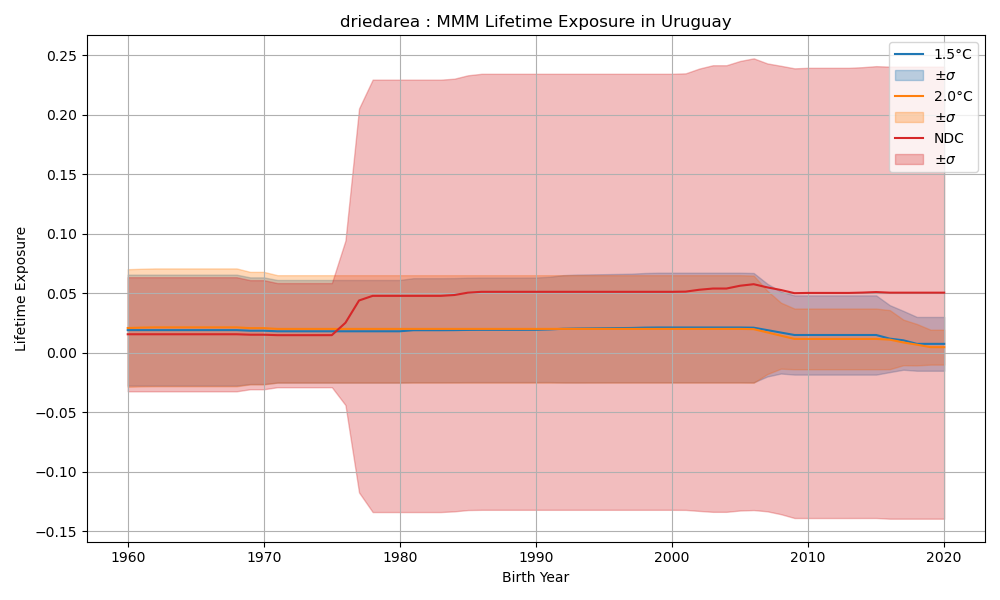 driedarea : MMM Lifetime Exposure in Uruguay
0.25
0.20
0.15
0.10
0.05
0.00
−0.05
−0.10
−0.15
Lifetime Exposure
1960
1970
1980
1990
2000
2010
2020
Birth Year
1.5°C
±σ
2.0°C
±σ
NDC
±σ